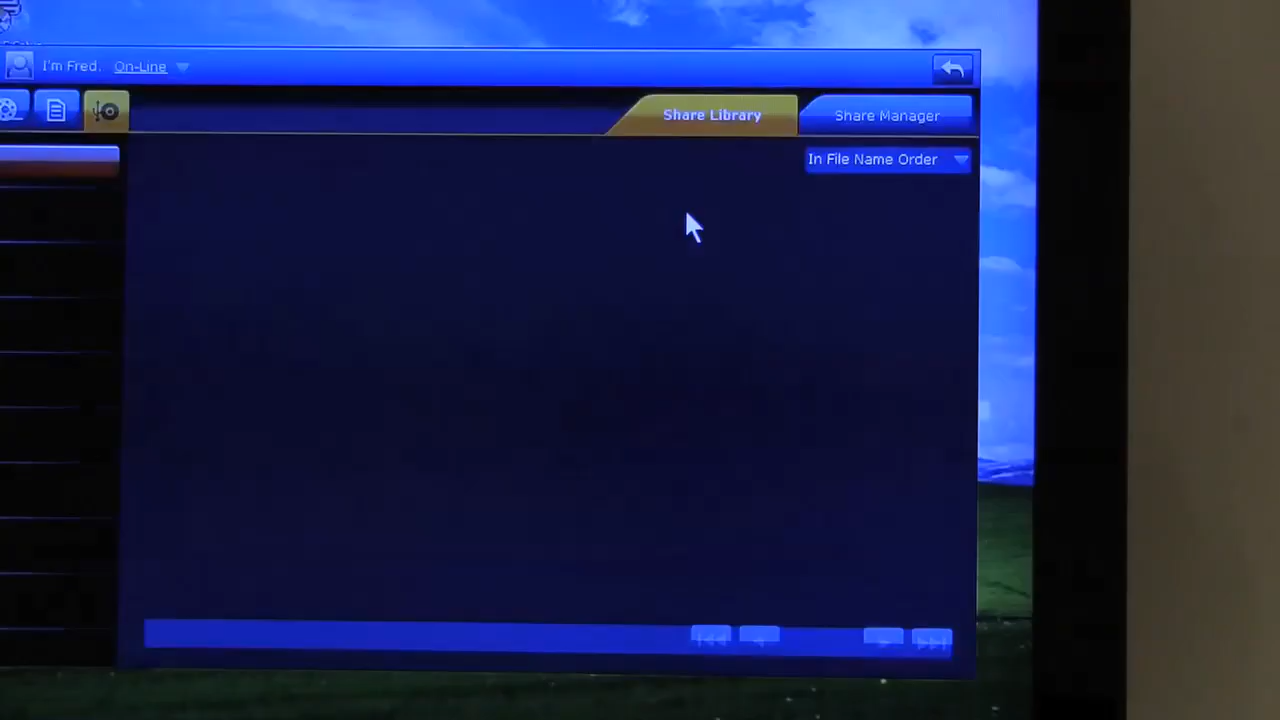 I'm Fred. On-Line
Share Library
Share Manager
In File Name Order